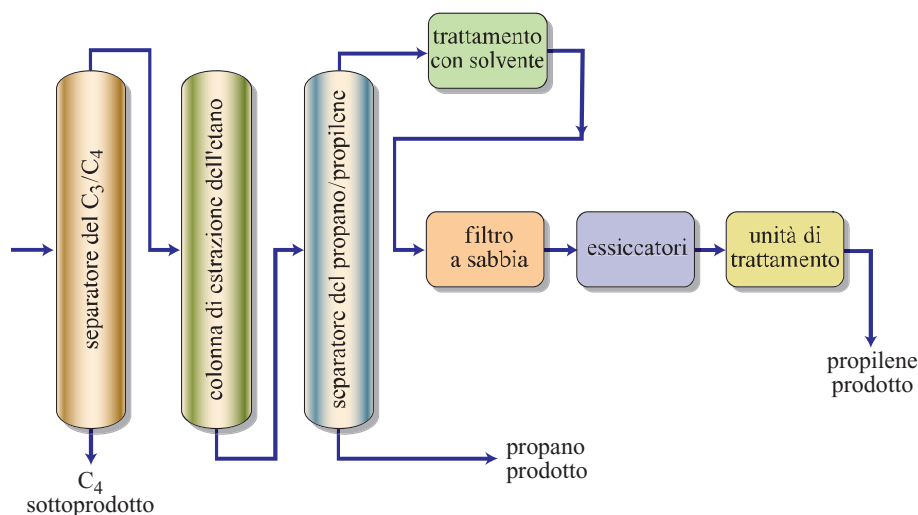 trattamento
con solvente
separatore del C3/C4
colonna di estrazione dell'etano
separatore del propano/propilene
filtro
a sabbia
essiccatori
unità di
trattamento
propilene
prodotto
propano
prodotto
C4
sottoprodotto